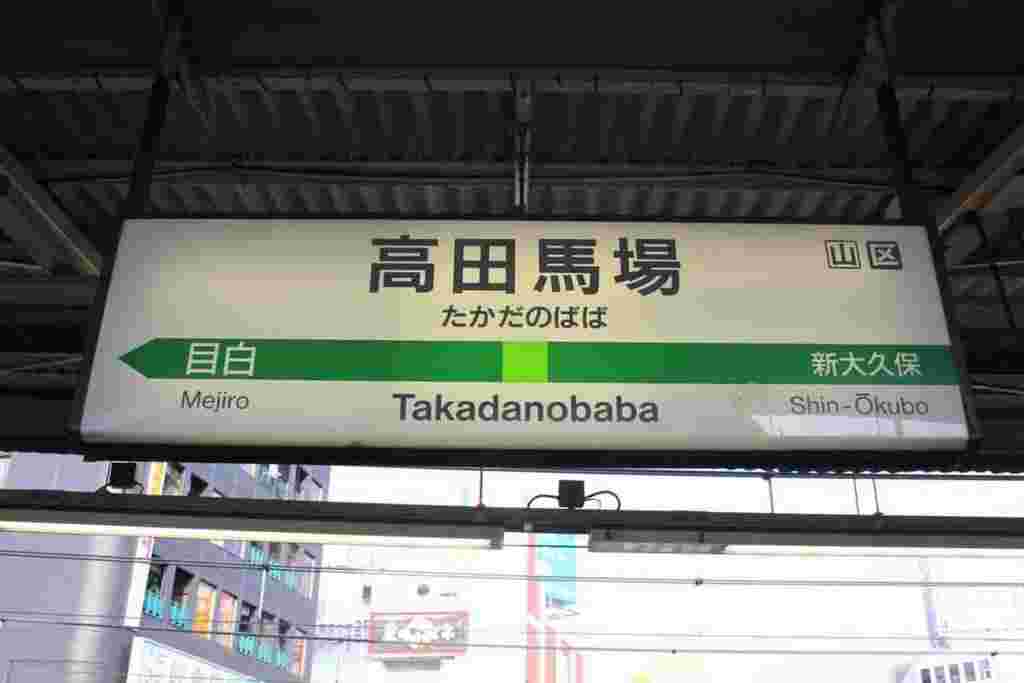 高田馬場
山 区
たかだのばば
目白 新大久保
Mejiro Takadanobaba Shin-Ōkubo